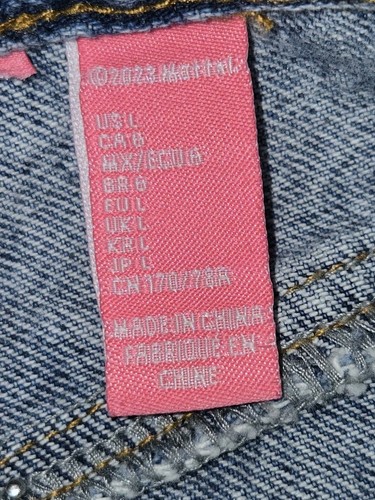 ©2023 Mattel.
US L
CA G
MX/ECU G
BR G
EU L
UK L
KR L
JP L
CN 170/78A
MADE IN CHINA
FABRIQUE EN
CHINE